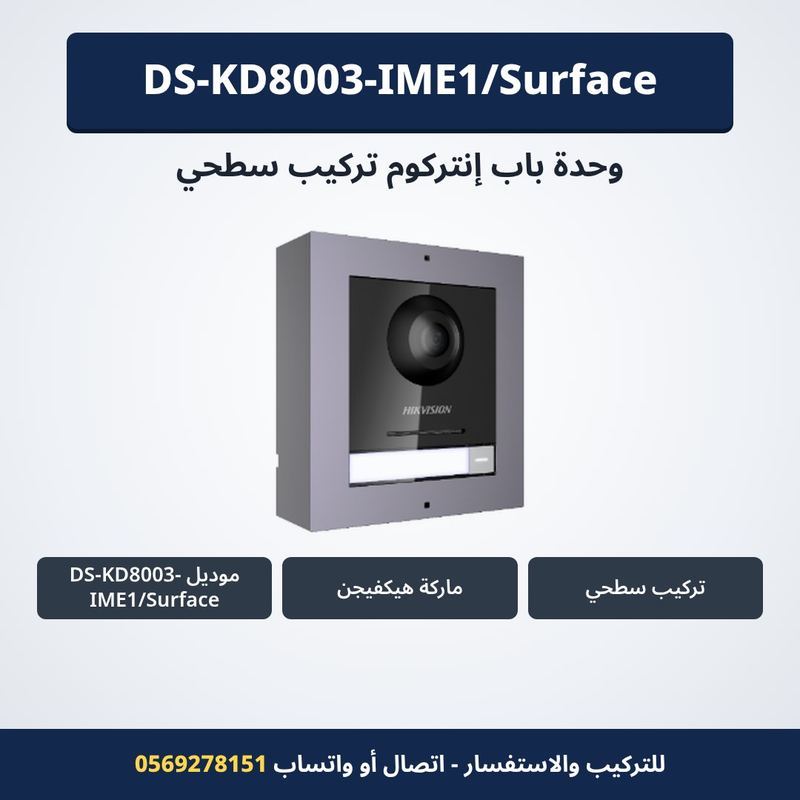 DS-KD8003-IME1/Surface
وحدة باب إنتركوم تركيب سطحي
HIKVISION
تركيب سطحي
ماركة هيكفيجن
موديل DS-KD8003-
IME1/Surface
للتركيب والاستفسار - اتصال أو واتساب 0569278151